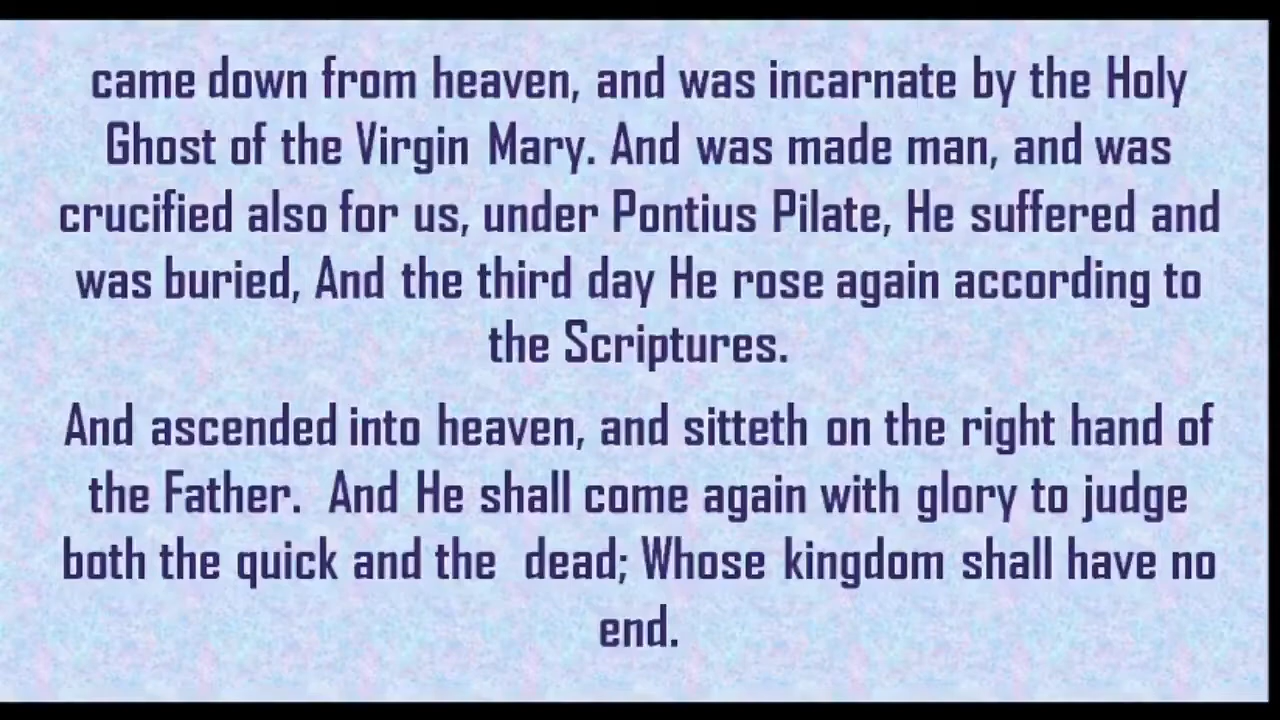 came down from heaven, and was incarnate by the Holy
Ghost of the Virgin Mary. And was made man, and was
crucified also for us, under Pontius Pilate, He suffered and
was buried, And the third day He rose again according to
the Scriptures.
And ascended into heaven, and sitteth on the right hand of
the Father.  And He shall come again with glory to judge
both the quick and the  dead; Whose kingdom shall have no
end.